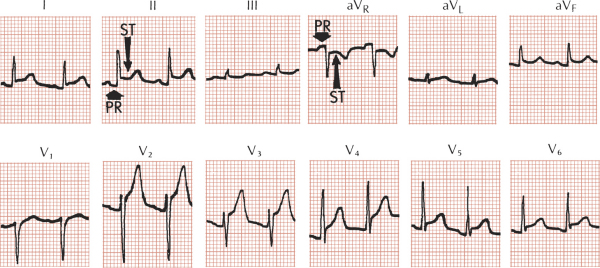 I II III aVR aVL aVF
ST PR
PR ST
V1 V2 V3 V4 V5 V6